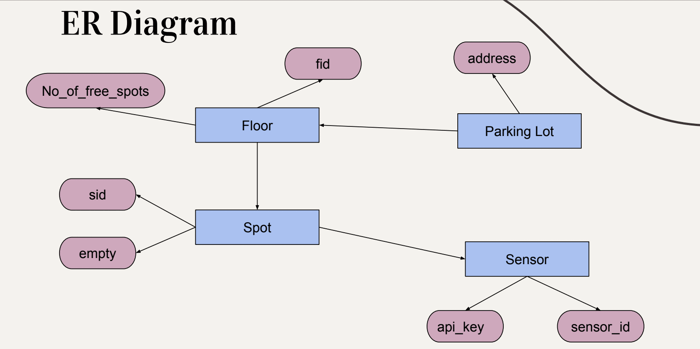 ER Diagram
fid
address
No_of_free_spots
Floor
Parking Lot
sid
Spot
empty
Sensor
api_key
sensor_id